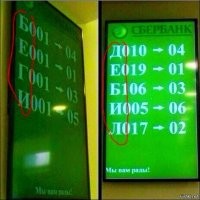 Б001 → 04
Е001 → 01
Г001 → 03
И001 → 05
Мы вам рады!
СБЕРБАНК
Д010 → 04
Е019 → 01
Б106 → 03
И005 → 06
Л017 → 02
Мы вам рады!